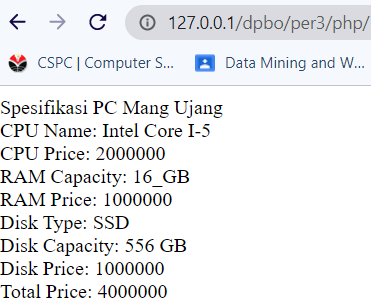 127.0.0.1/dpbo/per3/php/
CSPC | Computer S...
Data Mining and W...
Spesifikasi PC Mang Ujang
CPU Name: Intel Core I-5
CPU Price: 2000000
RAM Capacity: 16_GB
RAM Price: 1000000
Disk Type: SSD
Disk Capacity: 556 GB
Disk Price: 1000000
Total Price: 4000000